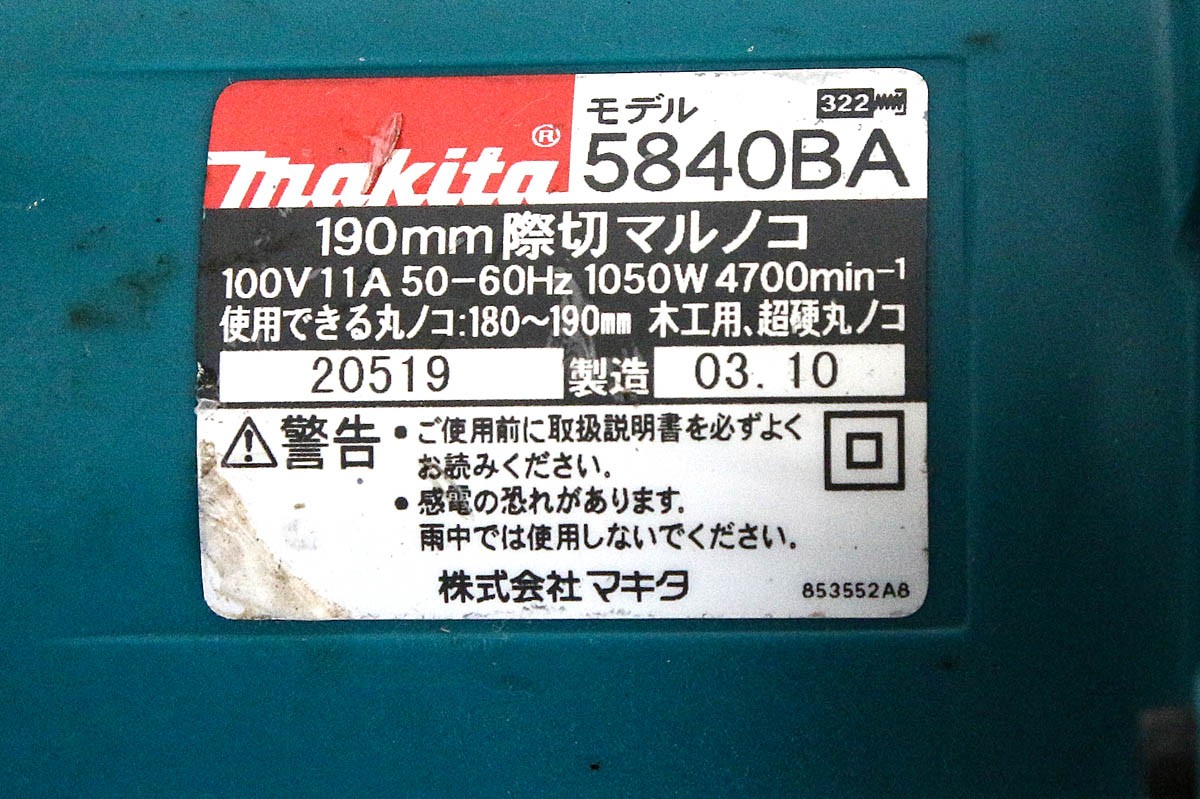 makita®
モデル
322
5840BA
190mm 際切マルノコ
100V 11A 50-60Hz 1050W 4700min⁻¹
使用できる丸ノコ:180～190mm 木工用、超硬丸ノコ
20519 製造 03.10
警告 ●ご使用前に取扱説明書を必ずよく
お読みください。
●感電の恐れがあります。
雨中では使用しないでください。
株式会社マキタ 853552A8